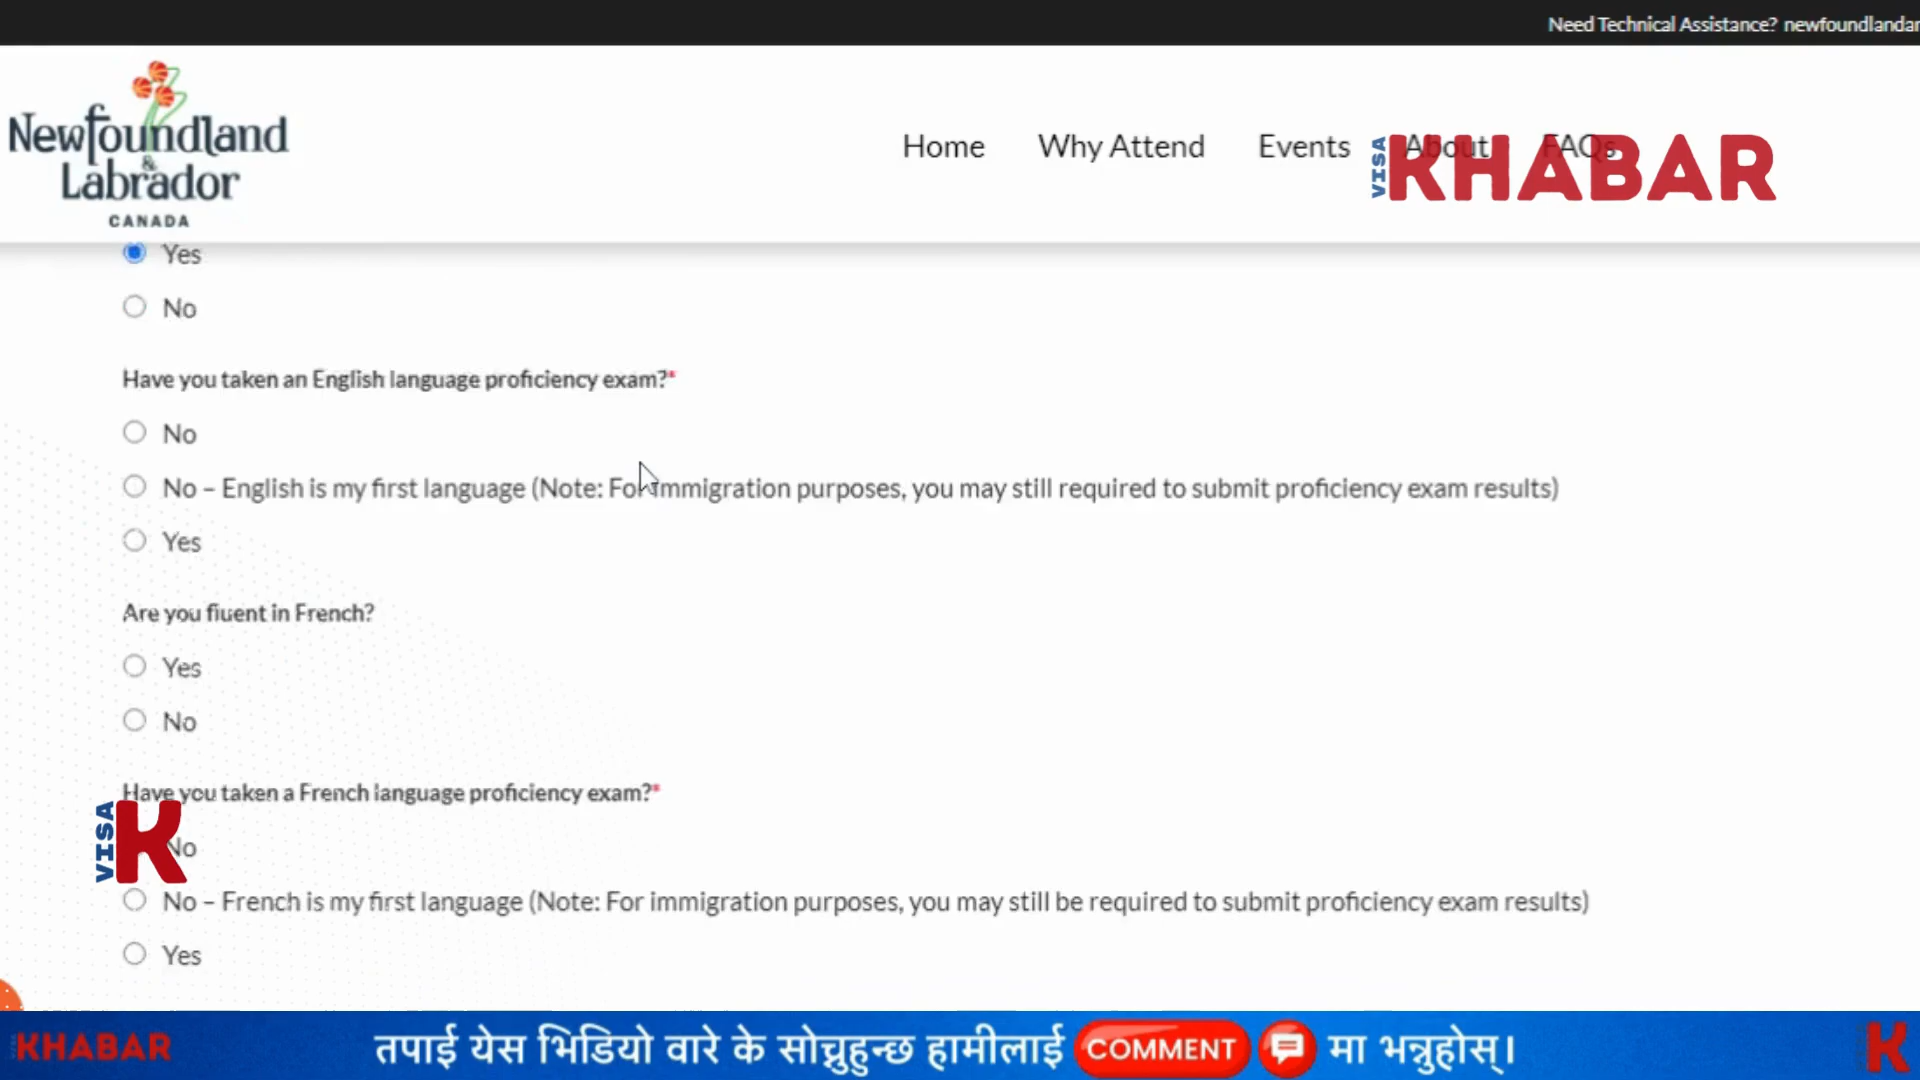 Need Technical Assistance? newfoundlandar
Newfoundland
&
Labrador
CANADA
Home Why Attend Events About FAQs
VISA KHABAR
Yes
No
Have you taken an English language proficiency exam?*
No
No – English is my first language (Note: For immigration purposes, you may still required to submit proficiency exam results)
Yes
Are you fluent in French?
Yes
No
Have you taken a French language proficiency exam?*
VISA K
No
No – French is my first language (Note: For immigration purposes, you may still be required to submit proficiency exam results)
Yes
KHABAR तपाई येस भिडियो वारे के सोच्नुहुन्छ हामीलाई COMMENT मा भन्नुहोस्। K